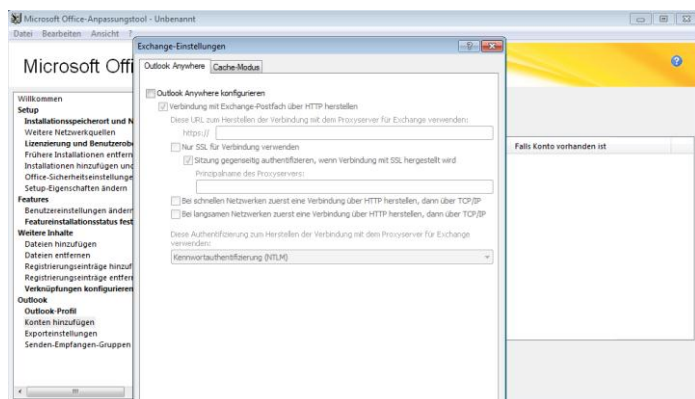 Microsoft Office-Anpassungstool - Unbenannt
Datei Bearbeiten Ansicht ?
Microsoft Offi
Willkommen
Setup
Installationsspeicherort und N
Weitere Netzwerkquellen
Lizenzierung und Benutzerob
Frühere Installationen entfern
Installationen hinzufügen und
Office-Sicherheitseinstellunge
Setup-Eigenschaften ändern
Features
Benutzereinstellungen ändern
Featureinstallationsstatus fest
Weitere Inhalte
Dateien hinzufügen
Dateien entfernen
Registrierungseinträge hinzuf
Registrierungseinträge entfern
Verknüpfungen konfigurieren
Outlook
Outlook-Profil
Konten hinzufügen
Exporteinstellungen
Senden-Empfangen-Gruppen
Exchange-Einstellungen
Outlook Anywhere Cache-Modus
Outlook Anywhere konfigurieren
Verbindung mit Exchange-Postfach über HTTP herstellen
Diese URL zum Herstellen der Verbindung mit dem Proxyserver für Exchange verwenden:
https://
Nur SSL für Verbindung verwenden
Sitzung gegenseitig authentifizieren, wenn Verbindung mit SSL hergestellt wird
Prinzipalname des Proxyservers:
Bei schnellen Netzwerken zuerst eine Verbindung über HTTP herstellen, dann über TCP/IP
Bei langsamen Netzwerken zuerst eine Verbindung über HTTP herstellen, dann über TCP/IP
Diese Authentifizierung zum Herstellen der Verbindung mit dem Proxyserver für Exchange
verwenden:
Kennwortauthentifizierung (NTLM)
Falls Konto vorhanden ist